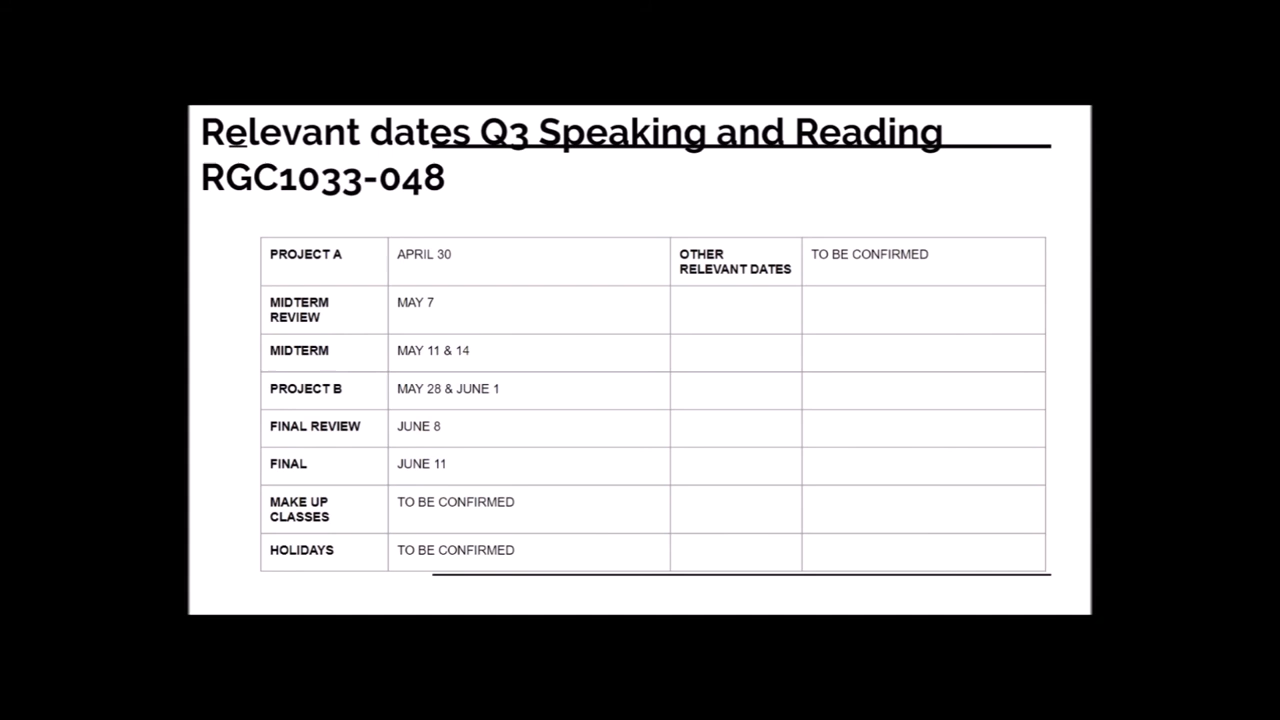 Relevant dates Q3 Speaking and Reading
RGC1033-048
PROJECT A APRIL 30 OTHER RELEVANT DATES TO BE CONFIRMED
MIDTERM REVIEW MAY 7
MIDTERM MAY 11 & 14
PROJECT B MAY 28 & JUNE 1
FINAL REVIEW JUNE 8
FINAL JUNE 11
MAKE UP CLASSES TO BE CONFIRMED
HOLIDAYS TO BE CONFIRMED